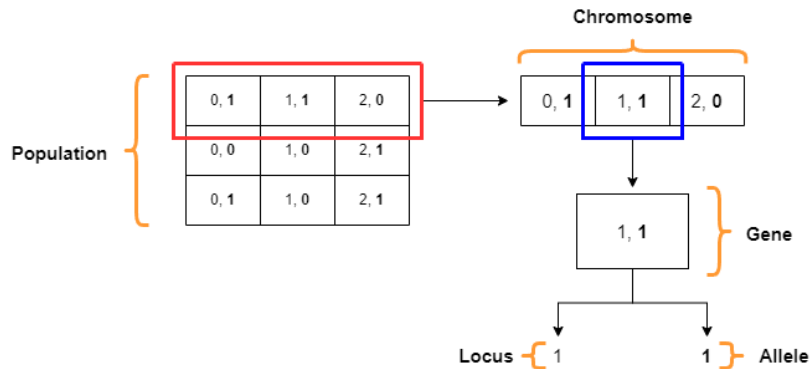 Chromosome
0, 1 1, 1 2, 0
0, 1 1, 1 2, 0
Population
0, 0 1, 0 2, 1
0, 1 1, 0 2, 1
1, 1
Gene
Locus 1 1 Allele